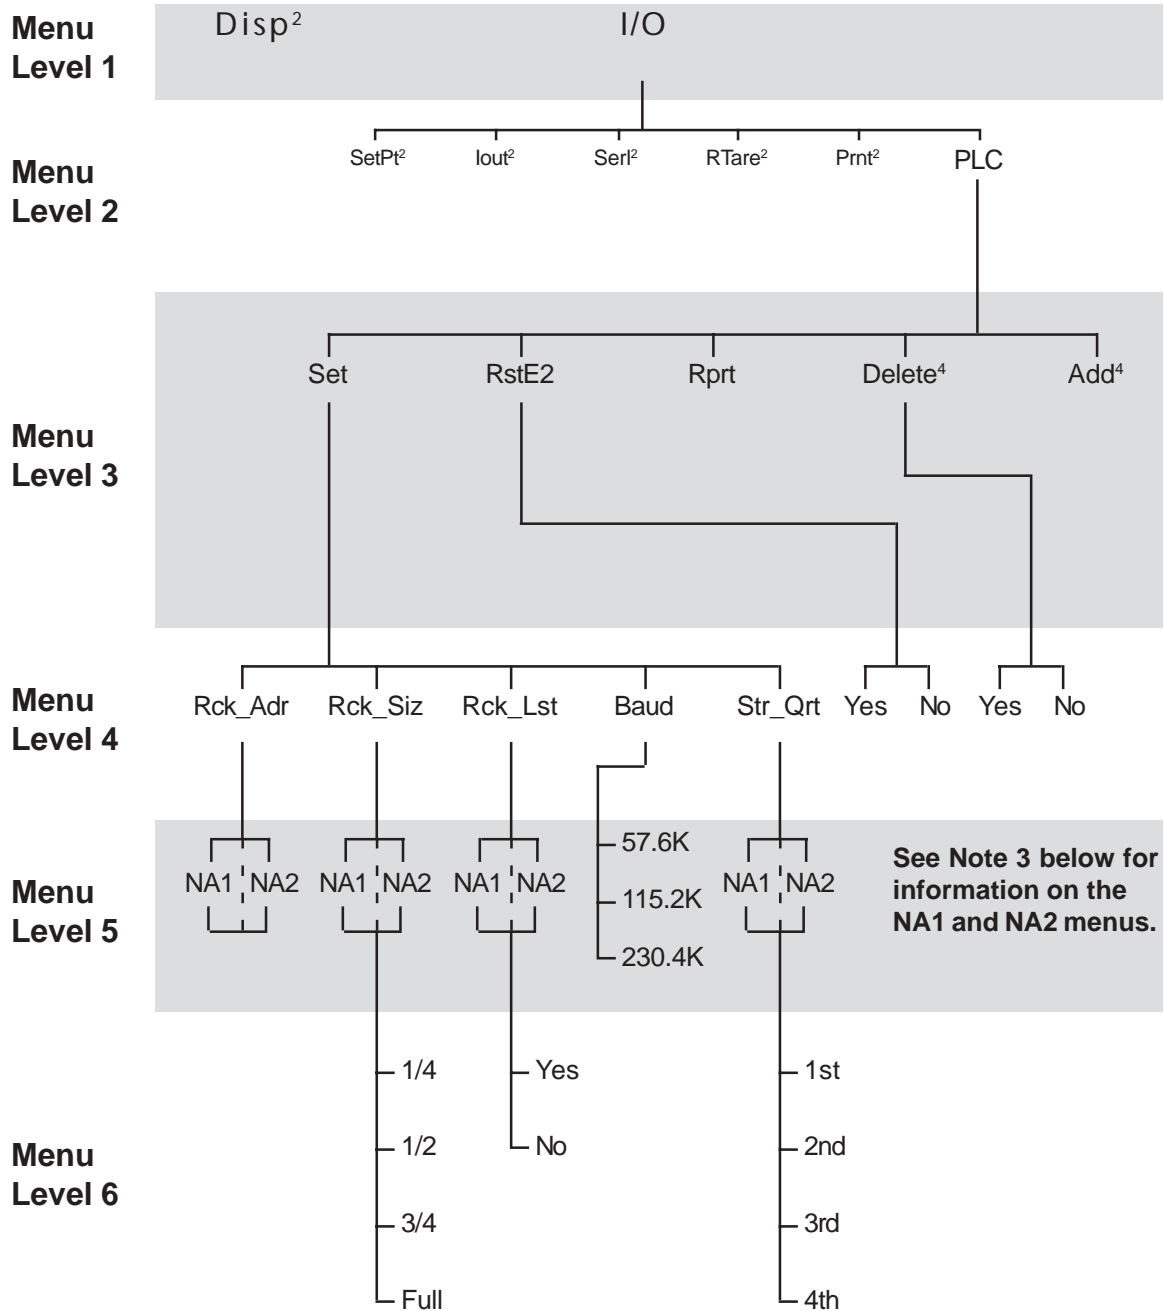 Menu
Level 1
Disp²
I/O
Menu
Level 2
SetPt²
Iout²
Serl²
RTare²
Prnt²
PLC
Menu
Level 3
Set
RstE2
Rprt
Delete⁴
Add⁴
Menu
Level 4
Rck_Adr
Rck_Siz
Rck_Lst
Baud
Str_Qrt
Yes
No
Yes
No
Menu
Level 5
NA1
NA2
NA1
NA2
NA1
NA2
57.6K
115.2K
230.4K
NA1
NA2
See Note 3 below for
information on the
NA1 and NA2 menus.
Menu
Level 6
1/4
1/2
3/4
Full
Yes
No
1st
2nd
3rd
4th